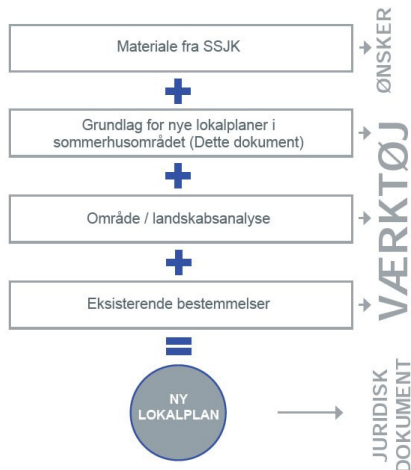 Materiale fra SSJK
ØNSKER
+
Grundlag for nye lokalplaner i
sommerhusområdet (Dette dokument)
+
Område / landskabsanalyse
VÆRKTØJ
+
Eksisterende bestemmelser
=
NY
LOKALPLAN
JURIDISK
DOKUMENT